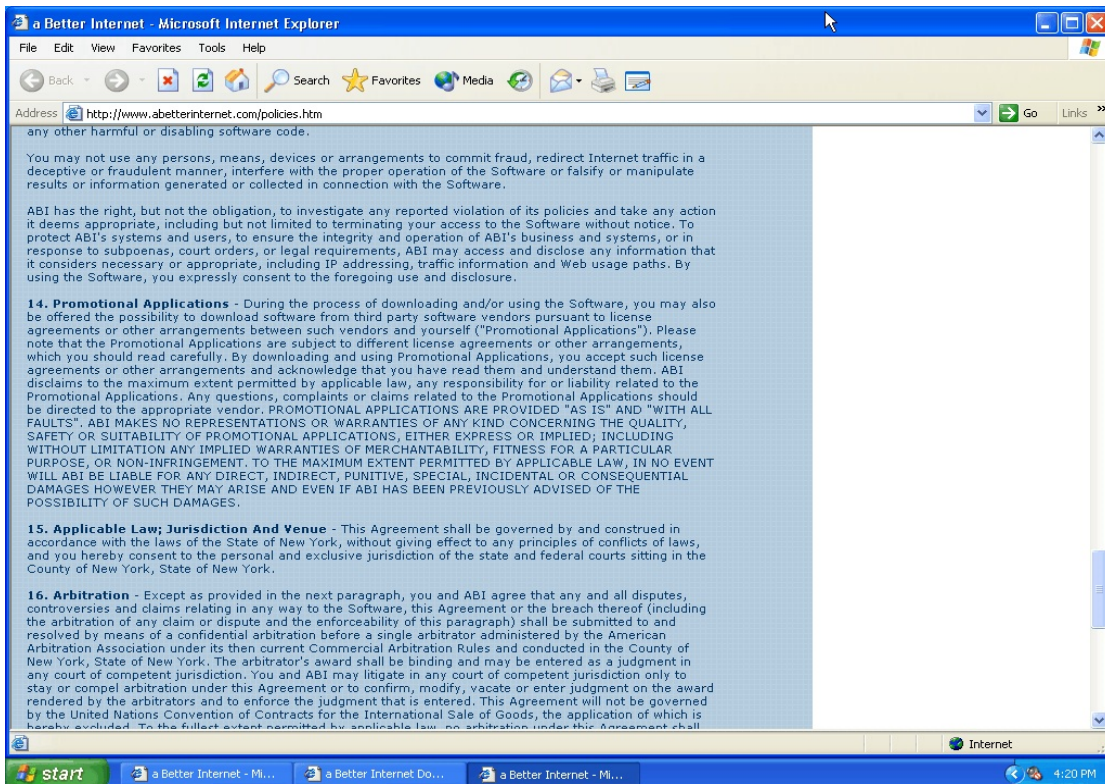 a Better Internet - Microsoft Internet Explorer
File Edit View Favorites Tools Help
Back Search Favorites Media
Address http://www.abetterinternet.com/policies.htm Go Links »
any other harmful or disabling software code.
You may not use any persons, means, devices or arrangements to commit fraud, redirect Internet traffic in a
deceptive or fraudulent manner, interfere with the proper operation of the Software or falsify or manipulate
results or information generated or collected in connection with the Software.
ABI has the right, but not the obligation, to investigate any reported violation of its policies and take any action
it deems appropriate, including but not limited to terminating your access to the Software without notice. To
protect ABI's systems and users, to ensure the integrity and operation of ABI's business and systems, or in
response to subpoenas, court orders, or legal requirements, ABI may access and disclose any information that
it considers necessary or appropriate, including IP addressing, traffic information and Web usage paths. By
using the Software, you expressly consent to the foregoing use and disclosure.
14. Promotional Applications - During the process of downloading and/or using the Software, you may also
be offered the possibility to download software from third party software vendors pursuant to license
agreements or other arrangements between such vendors and yourself ("Promotional Applications"). Please
note that the Promotional Applications are subject to different license agreements or other arrangements,
which you should read carefully. By downloading and using Promotional Applications, you accept such license
agreements or other arrangements and acknowledge that you have read them and understand them. ABI
disclaims to the maximum extent permitted by applicable law, any responsibility for or liability related to the
Promotional Applications. Any questions, complaints or claims related to the Promotional Applications should
be directed to the appropriate vendor. PROMOTIONAL APPLICATIONS ARE PROVIDED "AS IS" AND "WITH ALL
FAULTS". ABI MAKES NO REPRESENTATIONS OR WARRANTIES OF ANY KIND CONCERNING THE QUALITY,
SAFETY OR SUITABILITY OF PROMOTIONAL APPLICATIONS, EITHER EXPRESS OR IMPLIED; INCLUDING
WITHOUT LIMITATION ANY IMPLIED WARRANTIES OF MERCHANTABILITY, FITNESS FOR A PARTICULAR
PURPOSE, OR NON-INFRINGEMENT. TO THE MAXIMUM EXTENT PERMITTED BY APPLICABLE LAW, IN NO EVENT
WILL ABI BE LIABLE FOR ANY DIRECT, INDIRECT, PUNITIVE, SPECIAL, INCIDENTAL OR CONSEQUENTIAL
DAMAGES HOWEVER THEY MAY ARISE AND EVEN IF ABI HAS BEEN PREVIOUSLY ADVISED OF THE
POSSIBILITY OF SUCH DAMAGES.
15. Applicable Law; Jurisdiction And Venue - This Agreement shall be governed by and construed in
accordance with the laws of the State of New York, without giving effect to any principles of conflicts of laws,
and you hereby consent to the personal and exclusive jurisdiction of the state and federal courts sitting in the
County of New York, State of New York.
16. Arbitration - Except as provided in the next paragraph, you and ABI agree that any and all disputes,
controversies and claims relating in any way to the Software, this Agreement or the breach thereof (including
the arbitration of any claim or dispute and the enforceability of this paragraph) shall be submitted to and
resolved by means of a confidential arbitration before a single arbitrator administered by the American
Arbitration Association under its then current Commercial Arbitration Rules and conducted in the County of
New York, State of New York. The arbitrator's award shall be binding and may be entered as a judgment in
any court of competent jurisdiction. You and ABI may litigate in any court of competent jurisdiction only to
stay or compel arbitration under this Agreement or to confirm, modify, vacate or enter judgment on the award
rendered by the arbitrators and to enforce the judgment that is entered. This Agreement will not be governed
by the United Nations Convention of Contracts for the International Sale of Goods, the application of which is
hereby excluded. To the fullest extent permitted by applicable law, no arbitration under this Agreement shall
Internet
start a Better Internet - Mi... a Better Internet Do... a Better Internet - Mi... 4:20 PM